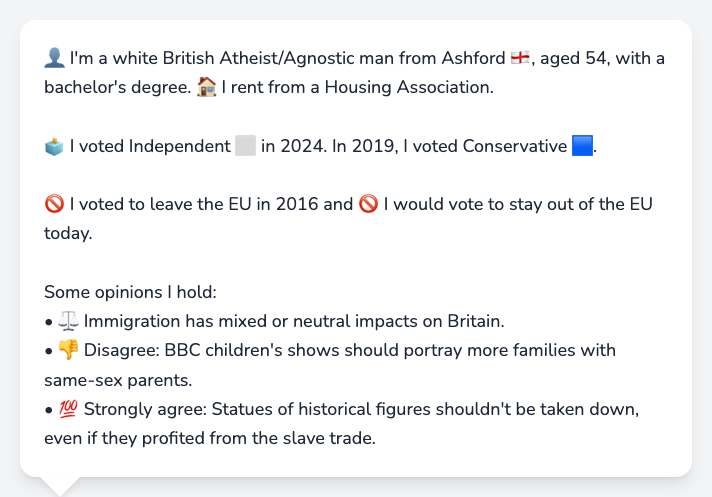 👤 I'm a white British Atheist/Agnostic man from Ashford 🏴󠁧󠁢󠁥󠁮󠁧󠁿, aged 54, with a
bachelor's degree. 🏠 I rent from a Housing Association.
🗳️ I voted Independent ⬜ in 2024. In 2019, I voted Conservative 🟦.
🚫 I voted to leave the EU in 2016 and 🚫 I would vote to stay out of the EU
today.
Some opinions I hold:
• ⚖️ Immigration has mixed or neutral impacts on Britain.
• 👎 Disagree: BBC children's shows should portray more families with
same-sex parents.
• 💯 Strongly agree: Statues of historical figures shouldn't be taken down,
even if they profited from the slave trade.